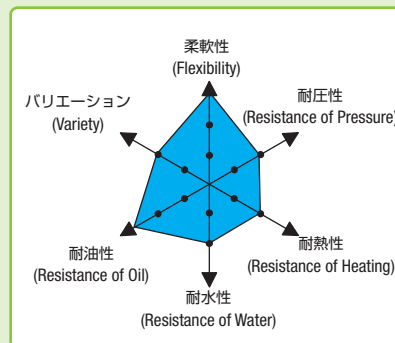 柔軟性
(Flexibility)
バリエーション
(Variety)
耐圧性
(Resistance of Pressure)
耐油性
(Resistance of Oil)
耐熱性
(Resistance of Heating)
耐水性
(Resistance of Water)